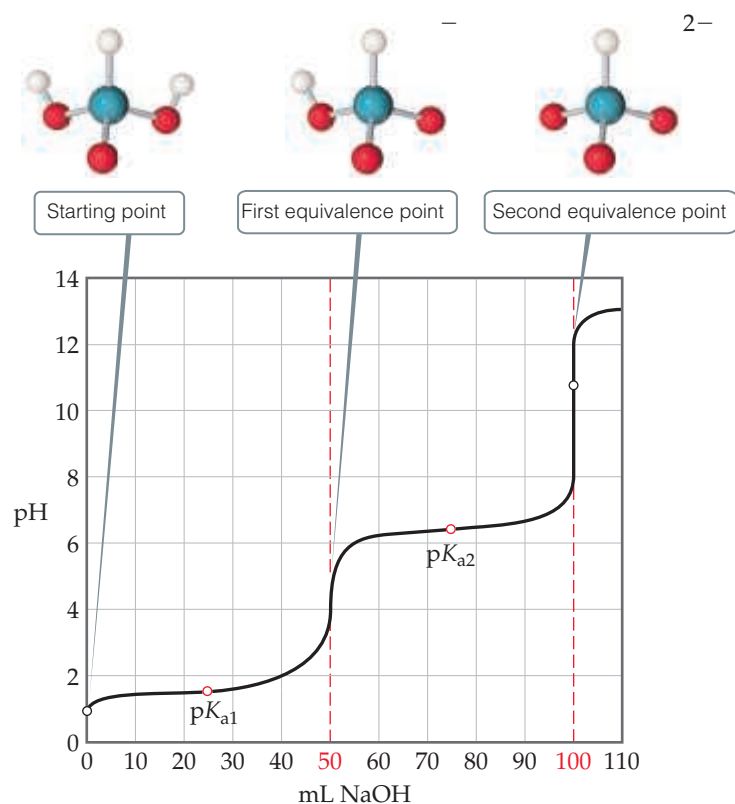 − 2−
Starting point First equivalence point Second equivalence point
14
12
10
8
pH
6
pKa2
4
2
pKa1
0
0 10 20 30 40 50 60 70 80 90 100 110
mL NaOH